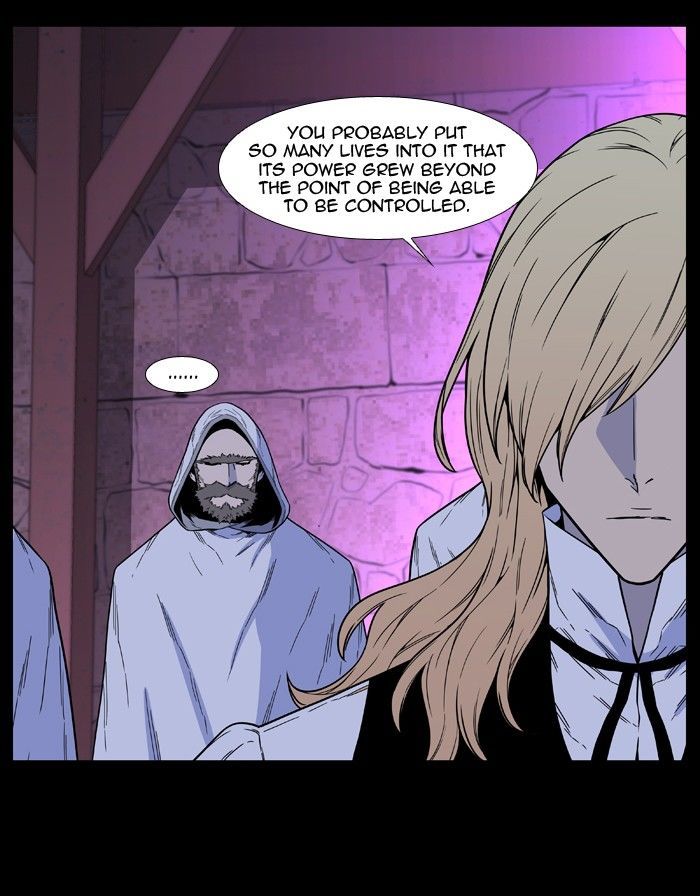 YOU PROBABLY PUT
SO MANY LIVES INTO IT THAT
ITS POWER GREW BEYOND
THE POINT OF BEING ABLE
TO BE CONTROLLED.
......